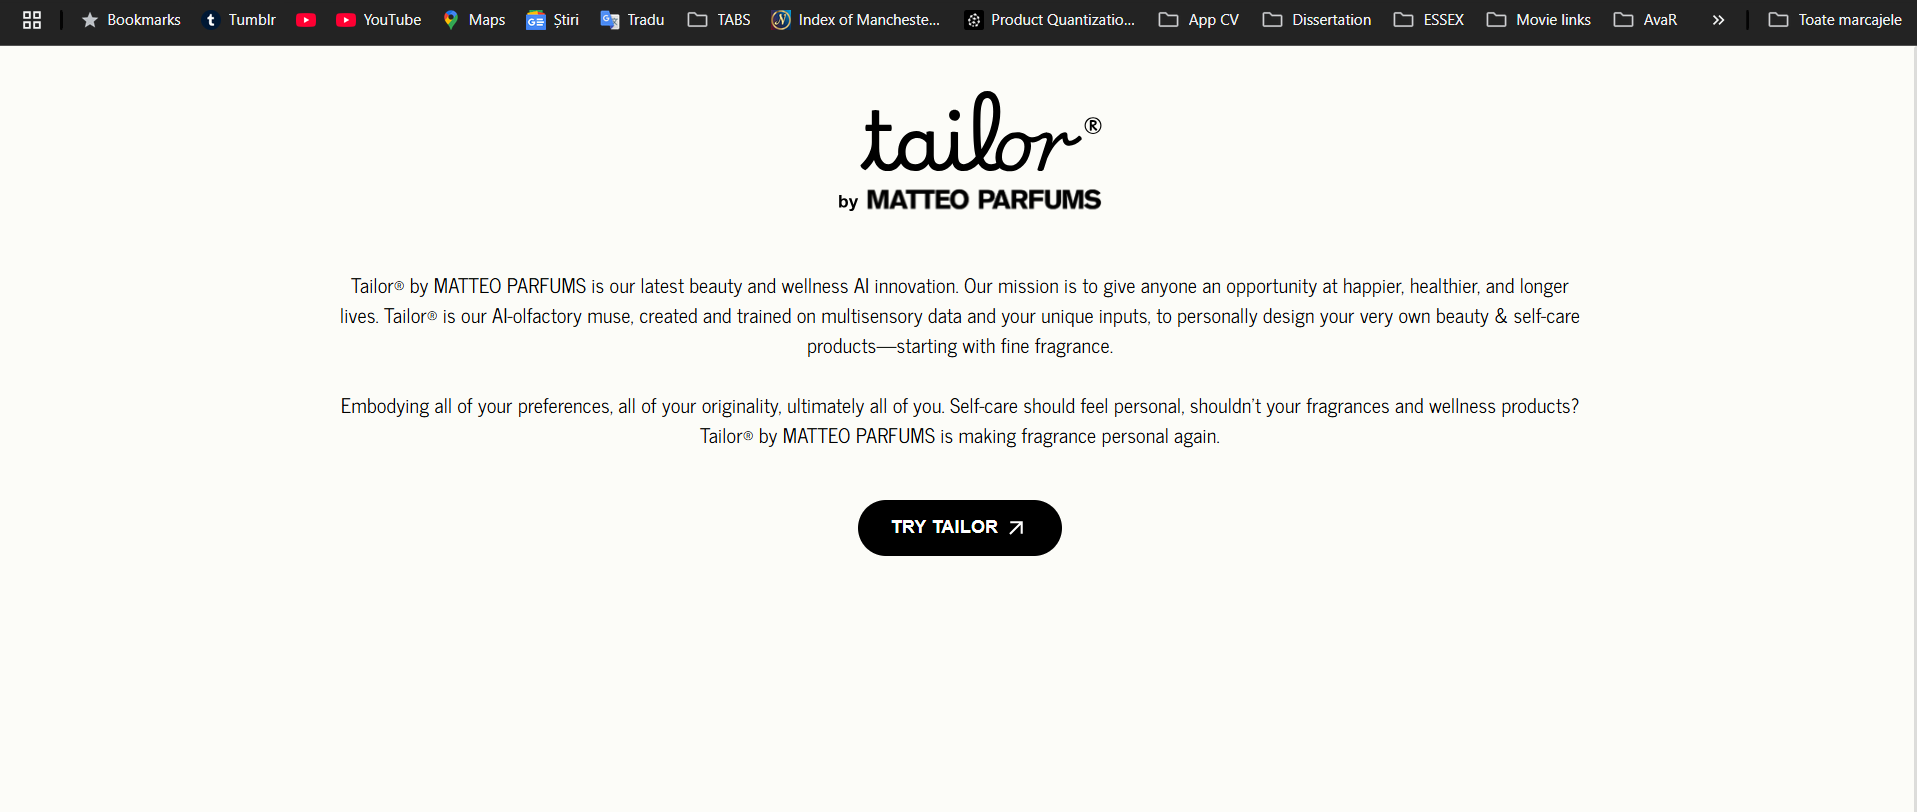 Bookmarks Tumblr YouTube Maps Știri Tradu TABS Index of Mancheste... Product Quantizatio... App CV Dissertation ESSEX Movie links AvaR » Toate marcajele
tailor®
by MATTEO PARFUMS
Tailor® by MATTEO PARFUMS is our latest beauty and wellness AI innovation. Our mission is to give anyone an opportunity at happier, healthier, and longer
lives. Tailor® is our AI-olfactory muse, created and trained on multisensory data and your unique inputs, to personally design your very own beauty & self-care
products—starting with fine fragrance.
Embodying all of your preferences, all of your originality, ultimately all of you. Self-care should feel personal, shouldn't your fragrances and wellness products?
Tailor® by MATTEO PARFUMS is making fragrance personal again.
TRY TAILOR